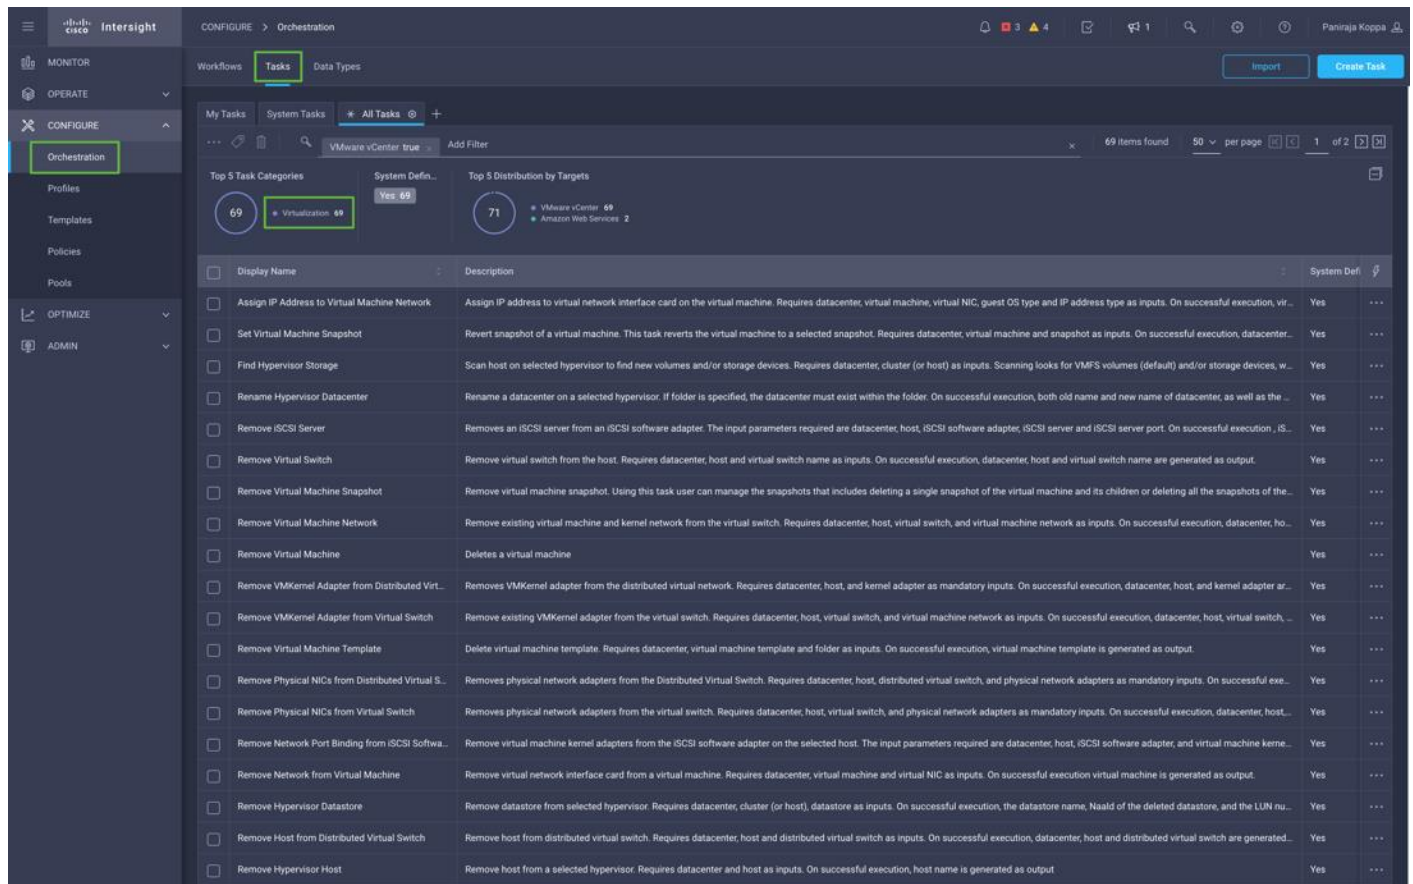 cisco Intersight CONFIGURE > Orchestration 3 4 1 Paniraja Koppa
MONITOR
OPERATE
CONFIGURE
Orchestration
Profiles
Templates
Policies
Pools
OPTIMIZE
ADMIN
Workflows Tasks Data Types Import Create Task
My Tasks System Tasks All Tasks +
VMware vCenter true × Add Filter × 69 items found 50 per page 1 of 2
Top 5 Task Categories System Defin... Top 5 Distribution by Targets
69 Virtualization 69 Yes 69 71 VMware vCenter 69
Amazon Web Services 2
Display Name Description System Defi
Assign IP Address to Virtual Machine Network Assign IP address to virtual network interface card on the virtual machine. Requires datacenter, virtual machine, virtual NIC, guest OS type and IP address type as inputs. On successful execution, vir... Yes ...
Set Virtual Machine Snapshot Revert snapshot of a virtual machine. This task reverts the virtual machine to a selected snapshot. Requires datacenter, virtual machine and snapshot as inputs. On successful execution, datacenter... Yes ...
Find Hypervisor Storage Scan host on selected hypervisor to find new volumes and/or storage devices. Requires datacenter, cluster (or host) as inputs. Scanning looks for VMFS volumes (default) and/or storage devices, w... Yes ...
Rename Hypervisor Datacenter Rename a datacenter on a selected hypervisor. If folder is specified, the datacenter must exist within the folder. On successful execution, both old name and new name of datacenter, as well as the ... Yes ...
Remove iSCSI Server Removes an iSCSI server from an iSCSI software adapter. The input parameters required are datacenter, host, iSCSI software adapter, iSCSI server and iSCSI server port. On successful execution , iS... Yes ...
Remove Virtual Switch Remove virtual switch from the host. Requires datacenter, host and virtual switch name as inputs. On successful execution, datacenter, host and virtual switch name are generated as output. Yes ...
Remove Virtual Machine Snapshot Remove virtual machine snapshot. Using this task user can manage the snapshots that includes deleting a single snapshot of the virtual machine and its children or deleting all the snapshots of the... Yes ...
Remove Virtual Machine Network Remove existing virtual machine and kernel network from the virtual switch. Requires datacenter, host, virtual switch, and virtual machine network as inputs. On successful execution, datacenter, ho... Yes ...
Remove Virtual Machine Deletes a virtual machine Yes ...
Remove VMKernel Adapter from Distributed Virt... Removes VMKernel adapter from the distributed virtual network. Requires datacenter, host, and kernel adapter as mandatory inputs. On successful execution, datacenter, host, and kernel adapter ar... Yes ...
Remove VMKernel Adapter from Virtual Switch Remove existing VMKernel adapter from the virtual switch. Requires datacenter, host, virtual switch, and virtual machine network as inputs. On successful execution, datacenter, host, virtual switch, ... Yes ...
Remove Virtual Machine Template Delete virtual machine template. Requires datacenter, virtual machine template and folder as inputs. On successful execution, virtual machine template is generated as output. Yes ...
Remove Physical NICs from Distributed Virtual S... Removes physical network adapters from the Distributed Virtual Switch. Requires datacenter, host, distributed virtual switch, and physical network adapters as mandatory inputs. On successful exe... Yes ...
Remove Physical NICs from Virtual Switch Removes physical network adapters from the virtual switch. Requires datacenter, host, virtual switch, and physical network adapters as mandatory inputs. On successful execution, datacenter, host,... Yes ...
Remove Network Port Binding from iSCSI Softwa... Remove virtual machine kernel adapters from the iSCSI software adapter on the selected host. The input parameters required are datacenter, host, iSCSI software adapter, and virtual machine kerne... Yes ...
Remove Network from Virtual Machine Remove virtual network interface card from a virtual machine. Requires datacenter, virtual machine and virtual NIC as inputs. On successful execution virtual machine is generated as output. Yes ...
Remove Hypervisor Datastore Remove datastore from selected hypervisor. Requires datacenter, cluster (or host), datastore as inputs. On successful execution, the datastore name, NaaId of the deleted datastore, and the LUN nu... Yes ...
Remove Host from Distributed Virtual Switch Remove host from distributed virtual switch. Requires datacenter, host and distributed virtual switch as inputs. On successful execution, datacenter, host and distributed virtual switch are generated... Yes ...
Remove Hypervisor Host Remove host from a selected hypervisor. Requires datacenter and host as inputs. On successful execution, host name is generated as output Yes ...